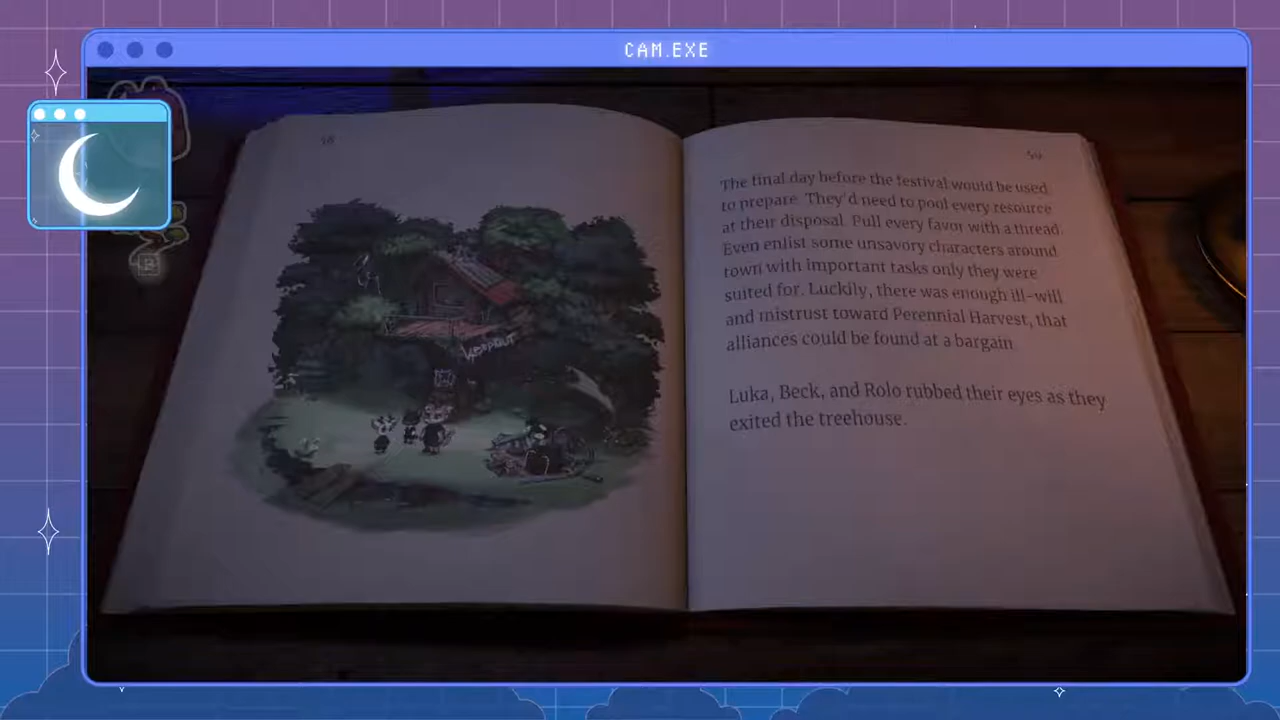 CAM.EXE
The final day before the festival would be used
to prepare. They'd need to pool every resource
at their disposal. Pull every favor with a thread.
Even enlist some unsavory characters around
town with important tasks only they were
suited for. Luckily, there was enough ill-will
and mistrust toward Perennial Harvest, that
alliances could be found at a bargain.
Luka, Beck, and Rolo rubbed their eyes as they
exited the treehouse.